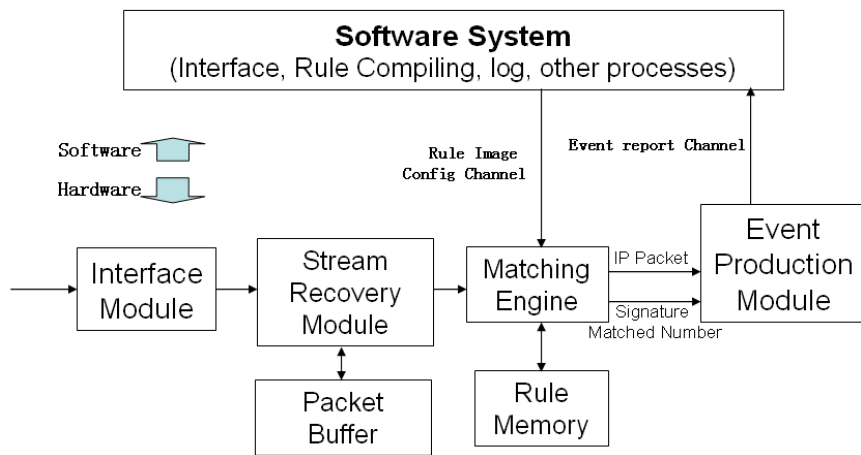 Software System
(Interface, Rule Compiling, log, other processes)
Software
Hardware
Rule Image
Config Channel
Event report Channel
Interface
Module
Stream
Recovery
Module
Matching
Engine
IP Packet
Signature
Matched Number
Event
Production
Module
Packet
Buffer
Rule
Memory